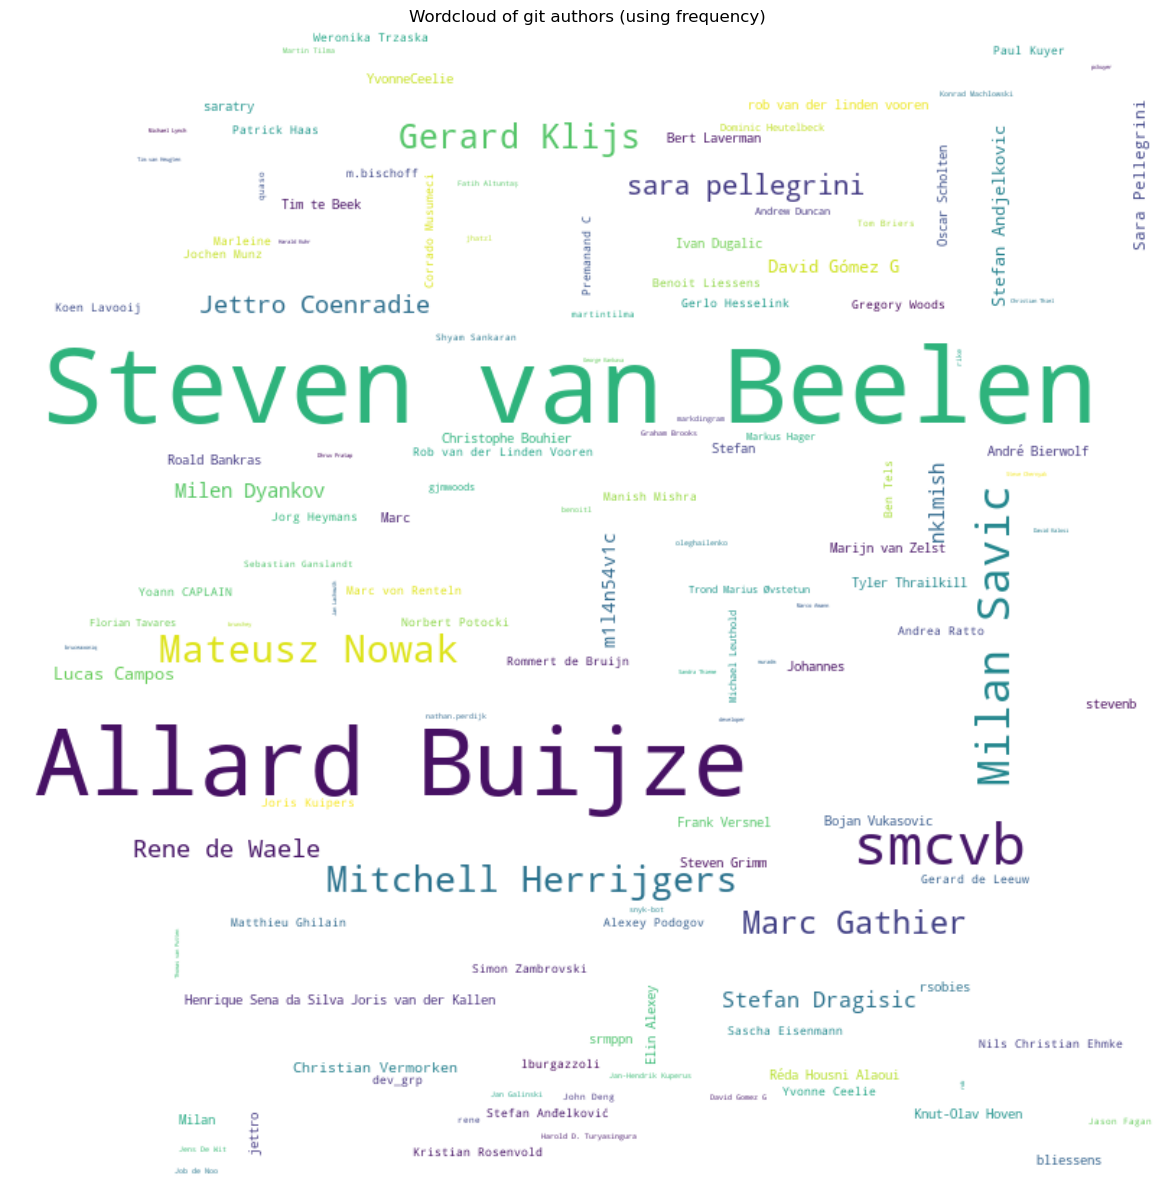 Wordcloud of git authors (using frequency)
Weronika Trzaska
Martin Tilma
Paul Kuyer
YvonneCeelie
Konrad Machlowski
saratry
rob van der linden vooren
Gerard Klijs
Patrick Haas
Dominic Heutelbeck
Michael Lynch
Bert Laverman
Sara Pellegrini
m.bischoff
quaso
Fatih Altuntaş
sara pellegrini
Oscar Scholten
Stefan Andjelkovic
Tim te Beek
Corrado Musumeci
Andrew Duncan
Tom Briers
Marleine
jhatcl
Premanand C
Ivan Dugalic
Jochen Munz
David Gómez G
Benoit Liessens
Koen Lavooij
Jettro Coenradie
Gerlo Hesselink
Gregory Woods
Christian Thiel
martintilma
Shyam Sankaran
rike
Steven van Beelen
markdingram
Graham Brooks
Christophe Bouhier
Markus Hager
Rob van der Linden Vooren
Stefan
André Bierwolf
Roald Bankras
Milen Dyankov
gjmwoods
Manish Mishra
Ben Tels
nklmish
benoitl
Jorg Heymans
Marc
oleghailenko
Marijn van Zelst
Milan Savic
Sebastian Ganslandt
m1l4n54v1c
Yoann CAPLAIN
Marc von Renteln
Trond Marius Øvstetun
Tyler Thrailkill
Florian Tavares
Norbert Potocki
Michael Leuthold
Andrea Ratto
Mateusz Nowak
Rommert de Bruijn
Johannes
Lucas Campos
stevenb
nathan.perdijk
developer
Allard Buijze
Joris Kuipers
Frank Versnel
Bojan Vukasovic
Rene de Waele
Steven Grimm
smcvb
Mitchell Herrijgers
Gerard de Leeuw
snyk-bot
Matthieu Ghilain
Alexey Podogov
Marc Gathier
Thomas van Putten
Simon Zambrovski
Henrique Sena da Silva
Joris van der Kallen
Stefan Dragisic
rsobies
Elin Alexey
Sascha Eisenmann
srmppn
Nils Christian Ehmke
Christian Vermorken
lburgazzoli
dev_grp
Jan-Hendrik Kuperus
Réda Housni Alaoui
Jan Galinski
John Deng
David Gomez G
Yvonne Ceelie
Milan
jettro
rene
Stefan Anđelković
Knut-Olav Hoven
Jason Fagan
Harold D. Turyasingura
Jens De Wit
Kristian Rosenvold
bliessens
Job de Noo